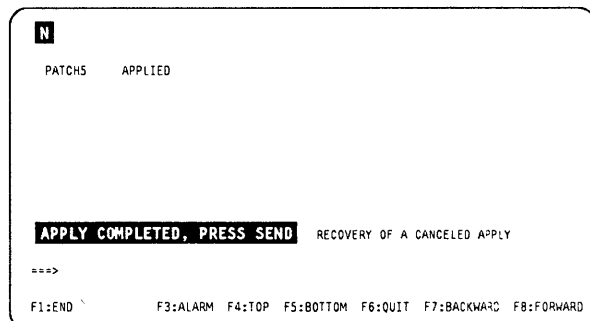 N
PATCH5 APPLIED
APPLY COMPLETED, PRESS SEND RECOVERY OF A CANCELED APPLY
===>
F1:END F3:ALARM F4:TOP F5:BOTTOM F6:QUIT F7:BACKWARD F8:FORWARD